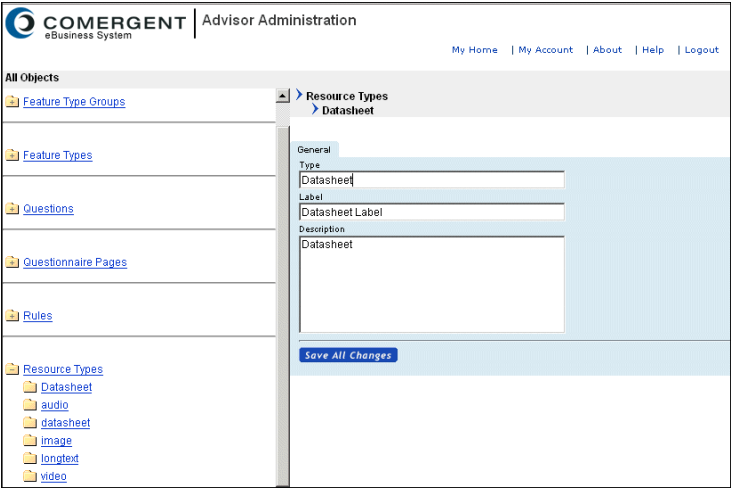 COMERGENT
eBusiness System
Advisor Administration
My Home | My Account | About | Help | Logout
All Objects
Feature Type Groups
Feature Types
Questions
Questionnaire Pages
Rules
Resource Types
Datasheet
audio
datasheet
image
longtext
video
Resource Types
Datasheet
General
Type
Datasheet
Label
Datasheet Label
Description
Datasheet
Save All Changes